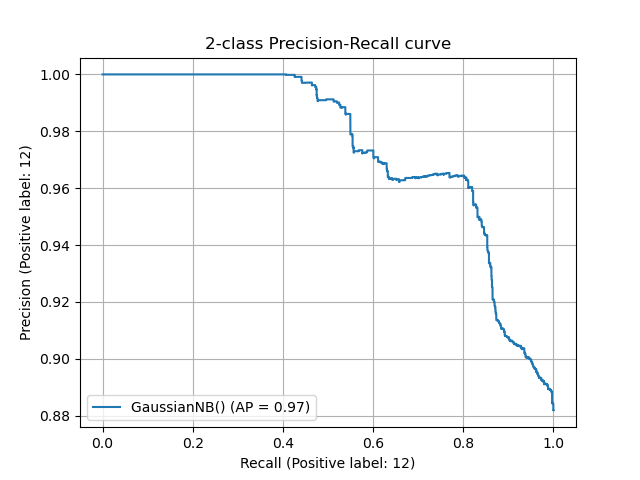 2-class Precision-Recall curve
Precision (Positive label: 12)
1.00
0.98
0.96
0.94
0.92
0.90
0.88
GaussianNB() (AP = 0.97)
0.0 0.2 0.4 0.6 0.8 1.0
Recall (Positive label: 12)